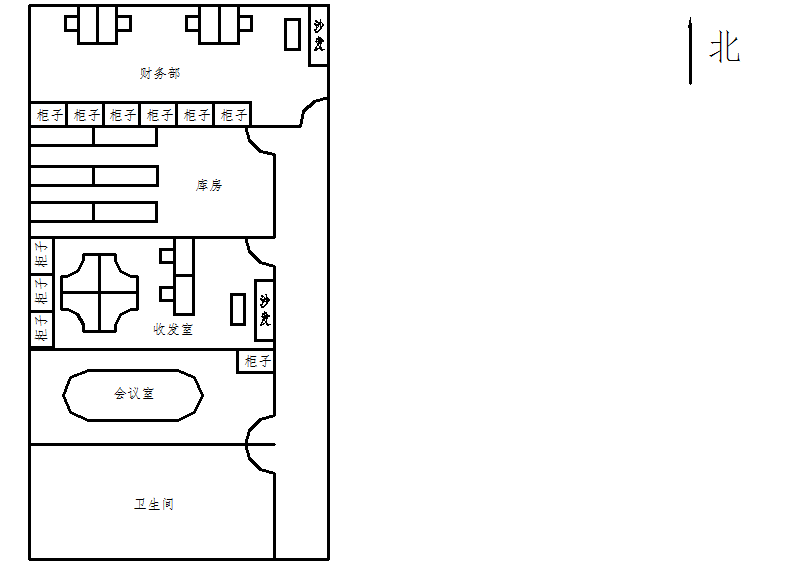 沙发
北
财务部
柜子 柜子 柜子 柜子 柜子 柜子
库房
柜子
柜子
沙发
柜子
收发室
柜子
会议室
卫生间